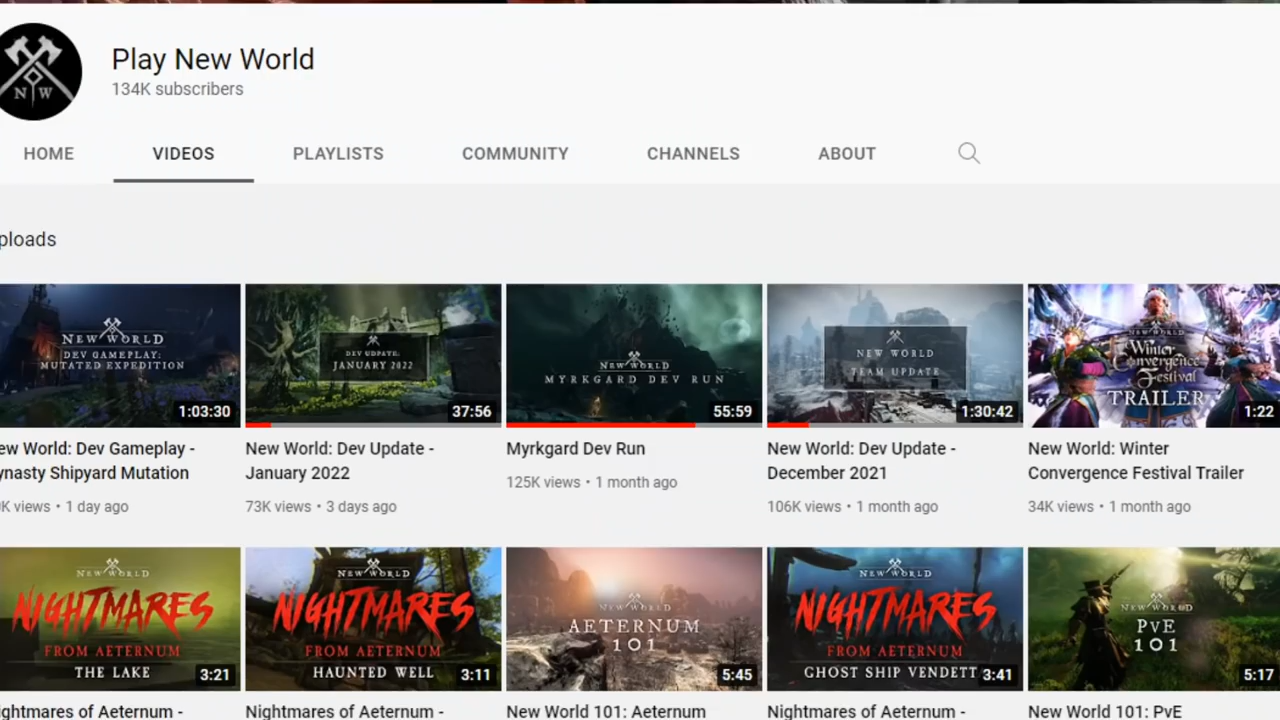 Play New World
134K subscribers
N W
HOME VIDEOS PLAYLISTS COMMUNITY CHANNELS ABOUT
ploads
NEW WORLD
DEV GAMEPLAY:
MUTATED EXPEDITION
1:03:30
DEV UPDATE:
JANUARY 2022
37:56
NEW WORLD
MYRKGARD DEV RUN
55:59
NEW WORLD
TEAM UPDATE
1:30:42
NEW WORLD
Winter
Convergence
Festival
TRAILER
1:22
ew World: Dev Gameplay -
ynasty Shipyard Mutation
K views • 1 day ago
New World: Dev Update -
January 2022
73K views • 3 days ago
Myrkgard Dev Run
125K views • 1 month ago
New World: Dev Update -
December 2021
106K views • 1 month ago
New World: Winter
Convergence Festival Trailer
34K views • 1 month ago
NEW WORLD
NIGHTMARES
FROM AETERNUM
THE LAKE
3:21
NEW WORLD
NIGHTMARES
FROM AETERNUM
HAUNTED WELL
3:11
NEW WORLD
AETERNUM
101
5:45
NEW WORLD
NIGHTMARES
FROM AETERNUM
GHOST SHIP VENDETT
3:41
NEW WORLD
PvE
101
5:17
ightmares of Aeternum -
Nightmares of Aeternum -
New World 101: Aeternum
Nightmares of Aeternum -
New World 101: PvE